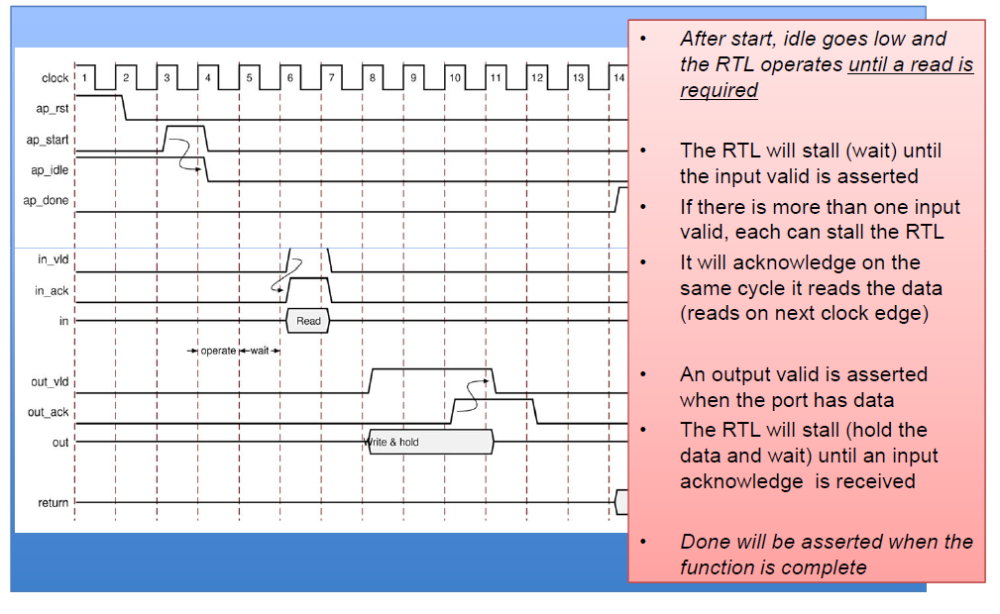 clock 1 2 3 4 5 6 7 8 9 10 11 12 13 14
ap_rst
ap_start
ap_idle
ap_done
in_vld
in_ack
in Read
operate wait
out_vld
out_ack
out Write & hold
return
• After start, idle goes low and
the RTL operates until a read is
required
• The RTL will stall (wait) until
the input valid is asserted
• If there is more than one input
valid, each can stall the RTL
• It will acknowledge on the
same cycle it reads the data
(reads on next clock edge)
• An output valid is asserted
when the port has data
• The RTL will stall (hold the
data and wait) until an input
acknowledge is received
• Done will be asserted when the
function is complete